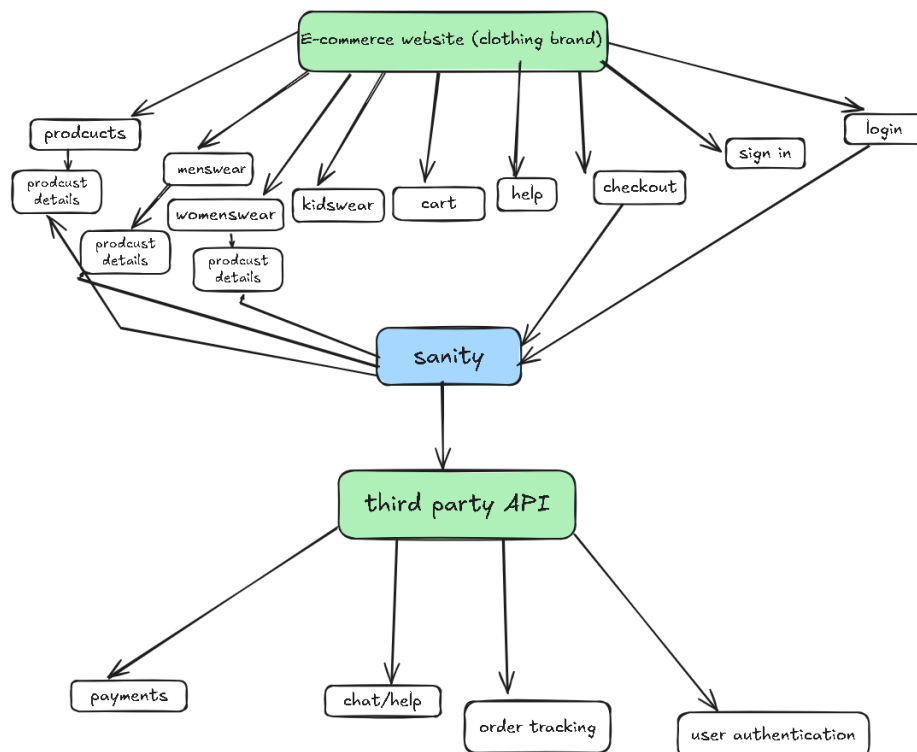 E-commerce website (clothing brand)
prodcucts
login
sign in
menswear
prodcust
details
checkout
help
kidswear
cart
womenswear
prodcust
details
prodcust
details
sanity
third party API
payments
chat/help
order tracking
user authentication